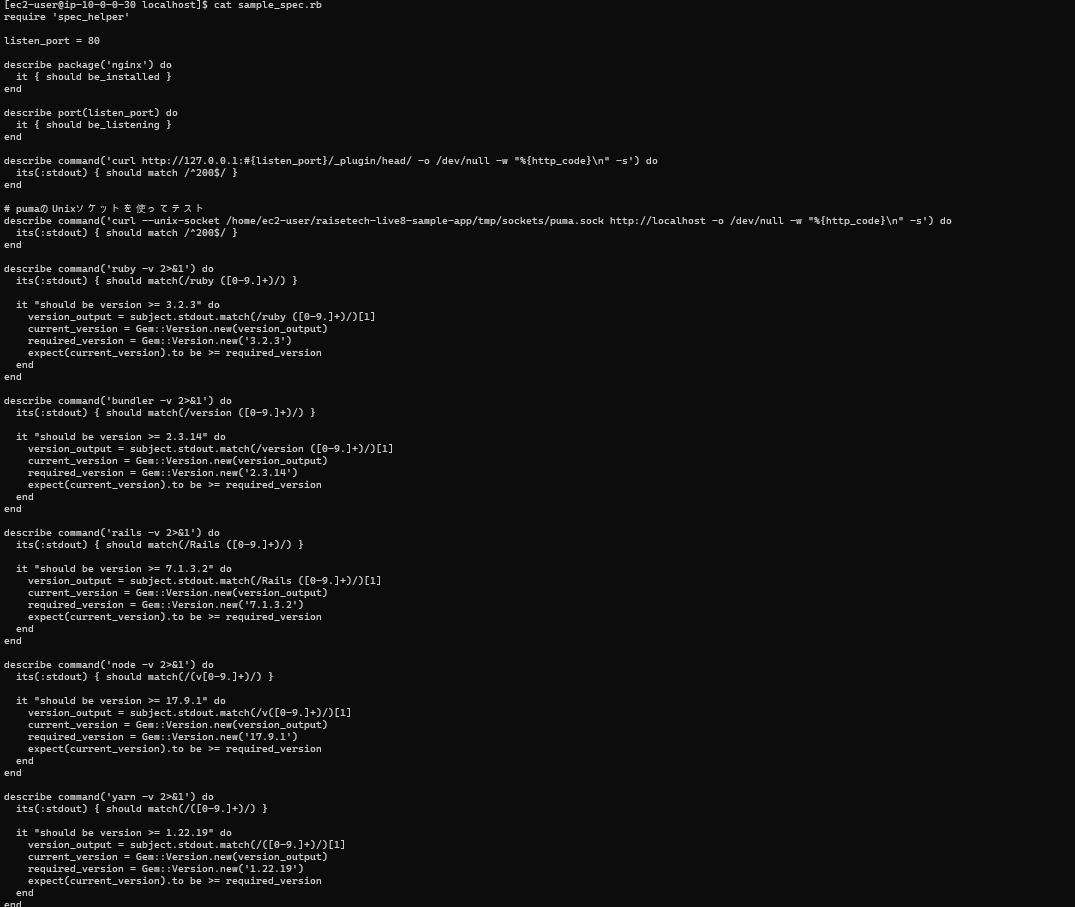 [ec2-user@ip-10-0-0-30 localhost]$ cat sample_spec.rb
require 'spec_helper'

listen_port = 80

describe package('nginx') do
  it { should be_installed }
end

describe port(listen_port) do
  it { should be_listening }
end

describe command('curl http://127.0.0.1:#{listen_port}/_plugin/head/ -o /dev/null -w "%{http_code}\n" -s') do
  its(:stdout) { should match /^200$/ }
end

# pumaのUnixソケットを使ってテスト
describe command('curl --unix-socket /home/ec2-user/raisetech-live8-sample-app/tmp/sockets/puma.sock http://localhost -o /dev/null -w "%{http_code}\n" -s') do
  its(:stdout) { should match /^200$/ }
end

describe command('ruby -v 2>&1') do
  its(:stdout) { should match(/ruby ([0-9.]+)/) }

  it "should be version >= 3.2.3" do
    version_output = subject.stdout.match(/ruby ([0-9.]+)/)[1]
    current_version = Gem::Version.new(version_output)
    required_version = Gem::Version.new('3.2.3')
    expect(current_version).to be >= required_version
  end
end

describe command('bundler -v 2>&1') do
  its(:stdout) { should match(/version ([0-9.]+)/) }

  it "should be version >= 2.3.14" do
    version_output = subject.stdout.match(/version ([0-9.]+)/)[1]
    current_version = Gem::Version.new(version_output)
    required_version = Gem::Version.new('2.3.14')
    expect(current_version).to be >= required_version
  end
end

describe command('rails -v 2>&1') do
  its(:stdout) { should match(/Rails ([0-9.]+)/) }

  it "should be version >= 7.1.3.2" do
    version_output = subject.stdout.match(/Rails ([0-9.]+)/)[1]
    current_version = Gem::Version.new(version_output)
    required_version = Gem::Version.new('7.1.3.2')
    expect(current_version).to be >= required_version
  end
end

describe command('node -v 2>&1') do
  its(:stdout) { should match(/(v[0-9.]+)/) }

  it "should be version >= 17.9.1" do
    version_output = subject.stdout.match(/v([0-9.]+)/)[1]
    current_version = Gem::Version.new(version_output)
    required_version = Gem::Version.new('17.9.1')
    expect(current_version).to be >= required_version
  end
end

describe command('yarn -v 2>&1') do
  its(:stdout) { should match(/([0-9.]+)/) }

  it "should be version >= 1.22.19" do
    version_output = subject.stdout.match(/([0-9.]+)/)[1]
    current_version = Gem::Version.new(version_output)
    required_version = Gem::Version.new('1.22.19')
    expect(current_version).to be >= required_version
  end
end